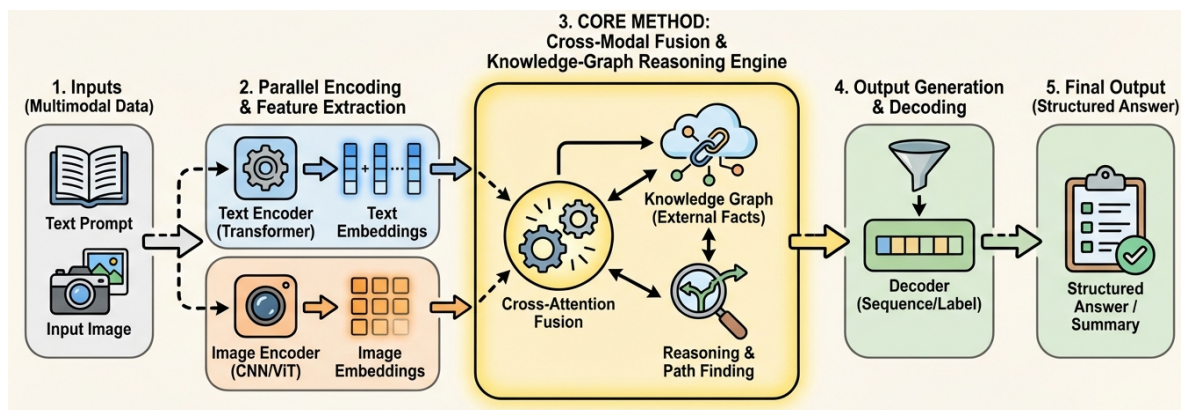 1. Inputs
(Multimodal Data)
Text Prompt
Input Image
2. Parallel Encoding
& Feature Extraction
Text Encoder
(Transformer)
Text
Embeddings
Image Encoder
(CNN/ViT)
Image
Embeddings
3. CORE METHOD:
Cross-Modal Fusion &
Knowledge-Graph Reasoning Engine
Cross-Attention
Fusion
Knowledge Graph
(External Facts)
Reasoning &
Path Finding
4. Output Generation
& Decoding
Decoder
(Sequence/Label)
5. Final Output
(Structured Answer)
Structured
Answer /
Summary